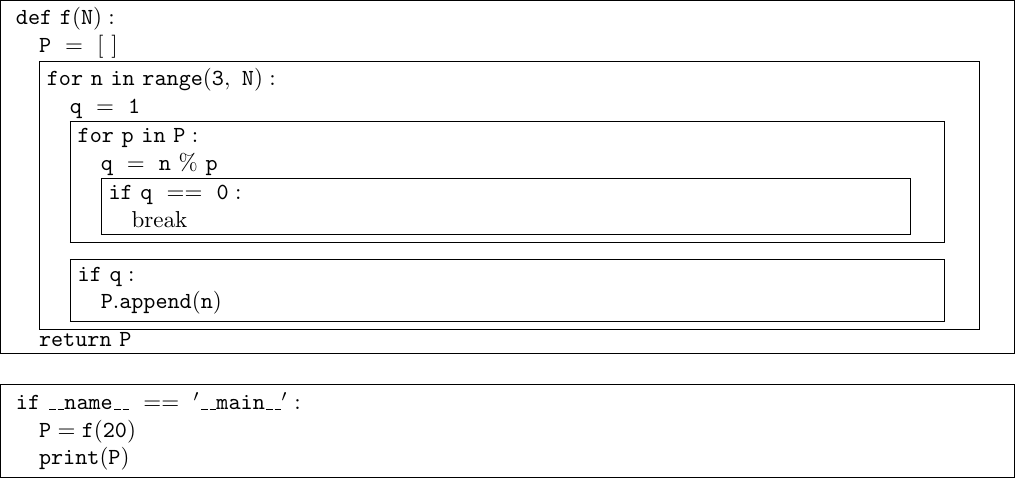 def f(N):
P = [ ]
for n in range(3, N):
q = 1
for p in P:
q = n % p
if q == 0:
break
if q:
P.append(n)
return P
if __name__ == '__main__':
P = f(20)
print(P)